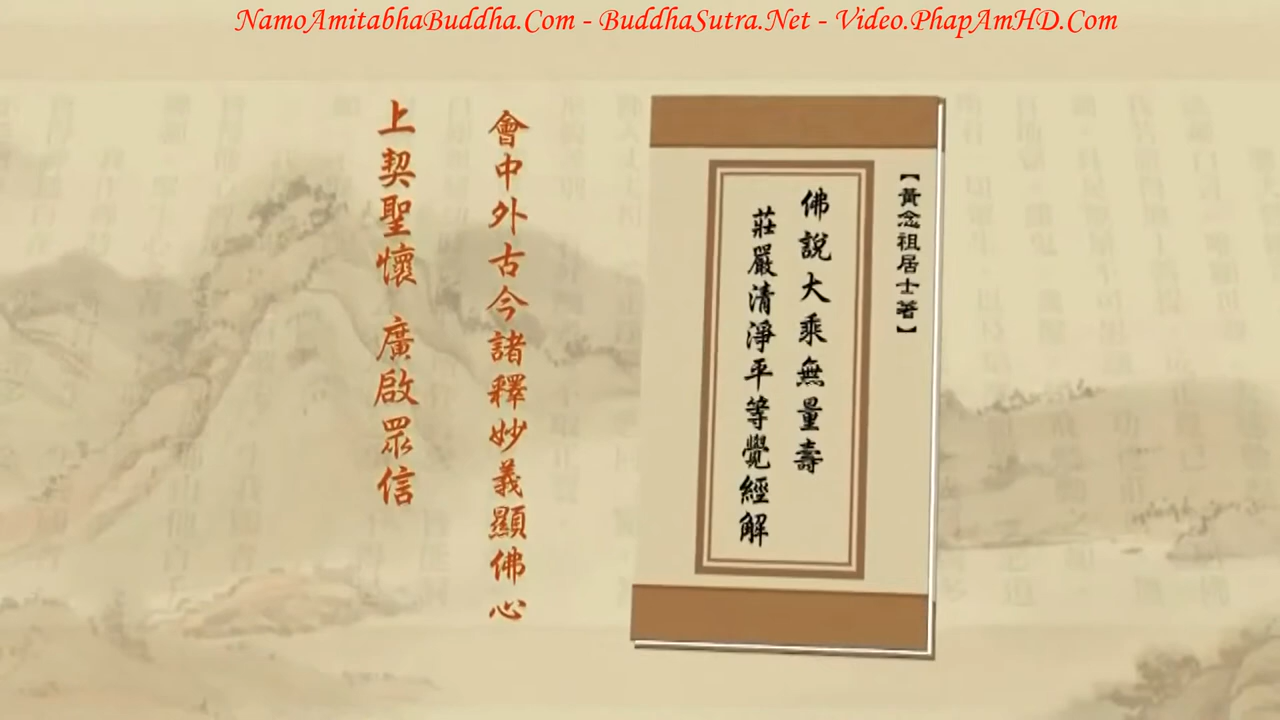 NamoAmitabhaBuddha.Com - BuddhaSutra.Net - Video.PhapAmHD.Com
【黃念祖居士著】
佛說大乘無量壽
莊嚴清淨平等覺經解
會中外古今諸釋妙義顯佛心
上契聖懷 廣啟眾信